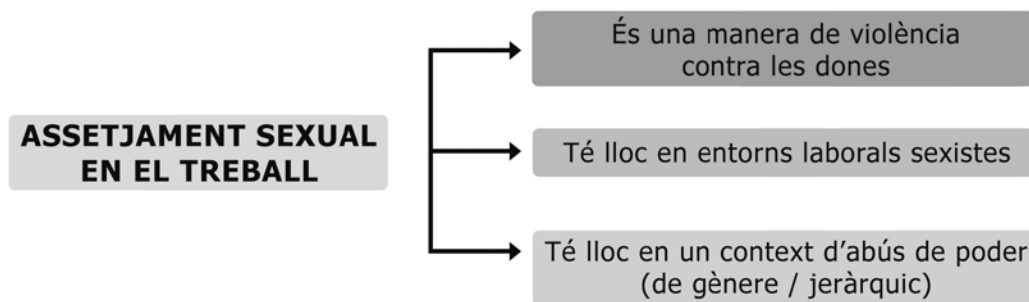 ASSETJAMENT SEXUAL
EN EL TREBALL
És una manera de violència
contra les dones
Té lloc en entorns laborals sexistes
Té lloc en un context d'abús de poder
(de gènere / jeràrquic)